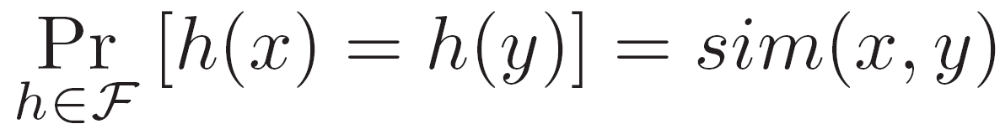 Pr [h(x) = h(y)] = sim(x, y)
h∈ℱ